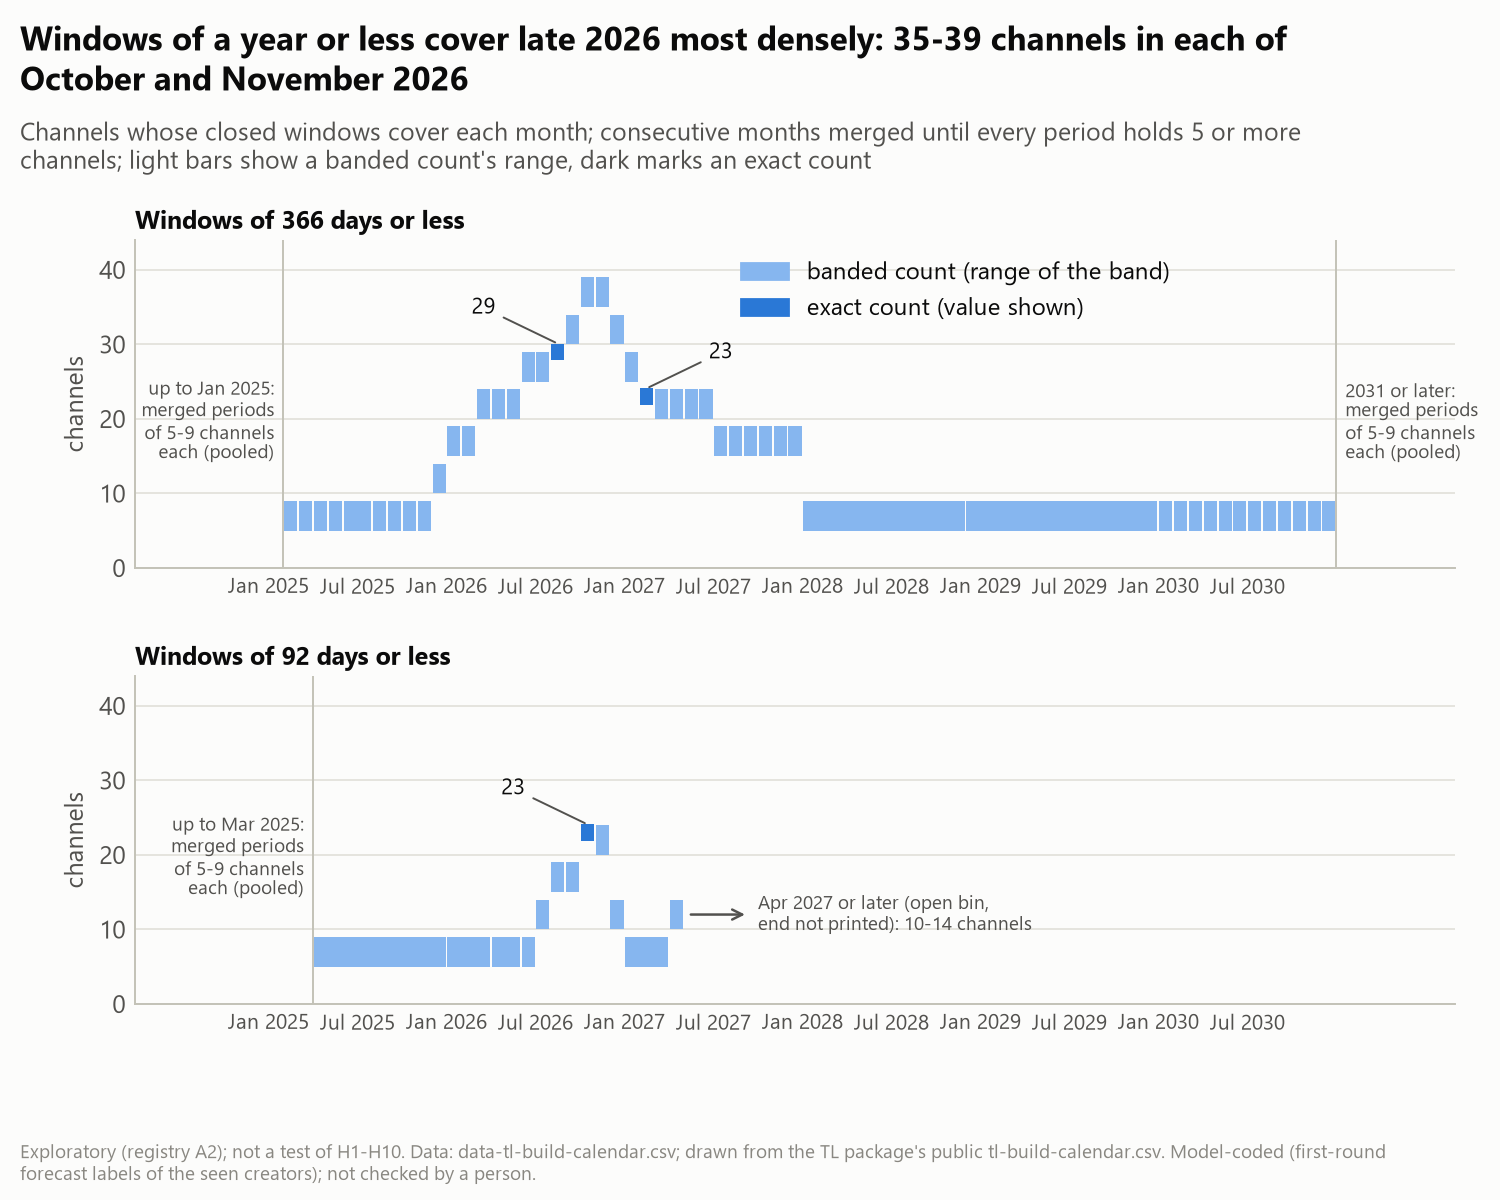 Windows of a year or less cover late 2026 most densely: 35-39 channels in each of
October and November 2026
Channels whose closed windows cover each month; consecutive months merged until every period holds 5 or more
channels; light bars show a banded count's range, dark marks an exact count
Windows of 366 days or less
channels
40
30
20
10
0
banded count (range of the band)
exact count (value shown)
29
23
up to Jan 2025:
merged periods
of 5-9 channels
each (pooled)
2031 or later:
merged periods
of 5-9 channels
each (pooled)
Jan 2025 Jul 2025 Jan 2026 Jul 2026 Jan 2027 Jul 2027 Jan 2028 Jul 2028 Jan 2029 Jul 2029 Jan 2030 Jul 2030
Windows of 92 days or less
channels
40
30
20
10
0
23
up to Mar 2025:
merged periods
of 5-9 channels
each (pooled)
Apr 2027 or later (open bin,
end not printed): 10-14 channels
Jan 2025 Jul 2025 Jan 2026 Jul 2026 Jan 2027 Jul 2027 Jan 2028 Jul 2028 Jan 2029 Jul 2029 Jan 2030 Jul 2030
Exploratory (registry A2); not a test of H1-H10. Data: data-tl-build-calendar.csv; drawn from the TL package's public tl-build-calendar.csv. Model-coded (first-round
forecast labels of the seen creators); not checked by a person.